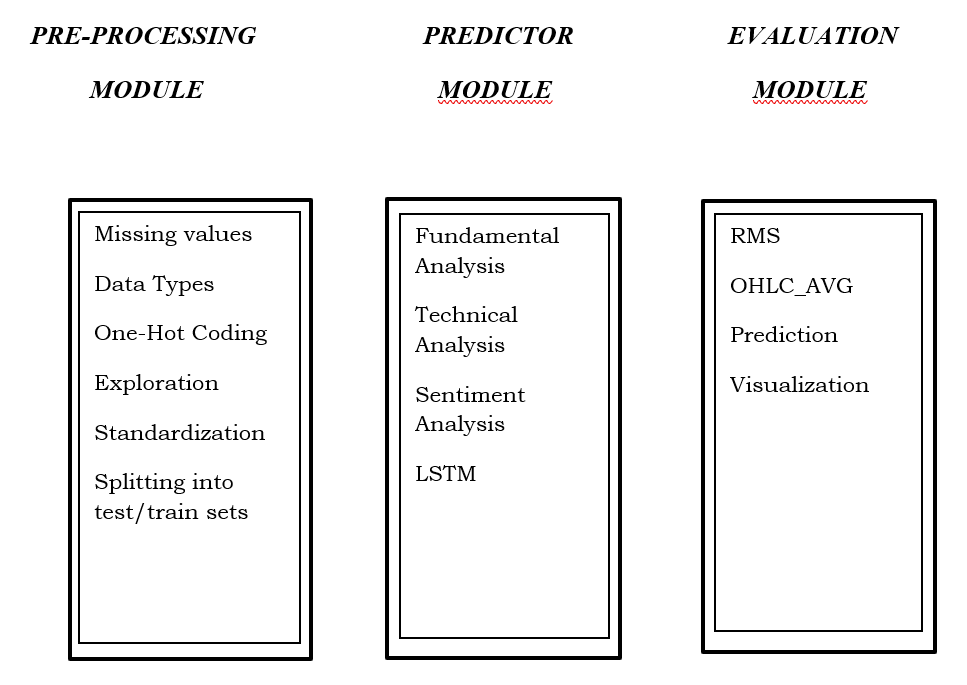 PRE-PROCESSING
MODULE
PREDICTOR
MODULE
EVALUATION
MODULE
Missing values
Data Types
One-Hot Coding
Exploration
Standardization
Splitting into
test/train sets
Fundamental
Analysis
Technical
Analysis
Sentiment
Analysis
LSTM
RMS
OHLC_AVG
Prediction
Visualization